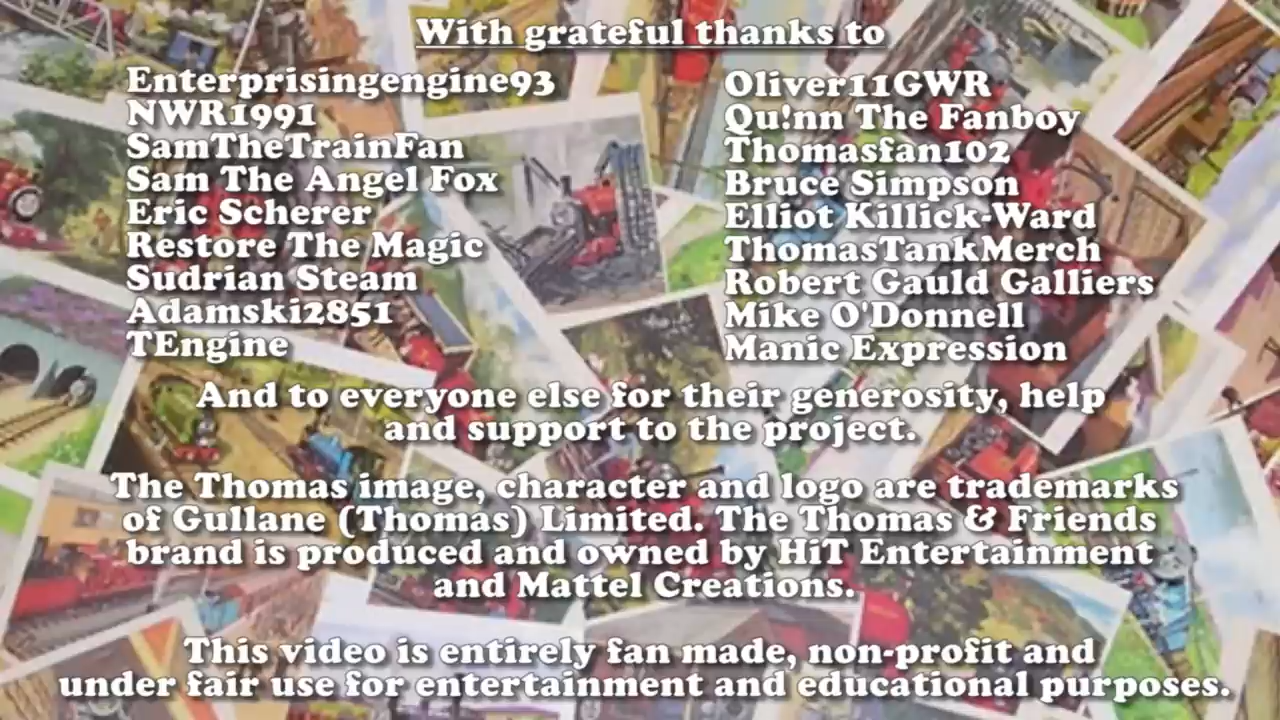 With grateful thanks to
Enterprisingengine93
NWR1991
SamTheTrainFan
Sam The Angel Fox
Eric Scherer
Restore The Magic
Sudrian Steam
Adamski2851
TEngine
Oliver11GWR
Qu!nn The Fanboy
Thomasfan102
Bruce Simpson
Elliot Killick-Ward
ThomasTankMerch
Robert Gauld Galliers
Mike O'Donnell
Manic Expression
And to everyone else for their generosity, help
and support to the project.
The Thomas image, character and logo are trademarks
of Gullane (Thomas) Limited. The Thomas & Friends
brand is produced and owned by HiT Entertainment
and Mattel Creations.
This video is entirely fan made, non-profit and
under fair use for entertainment and educational purposes.